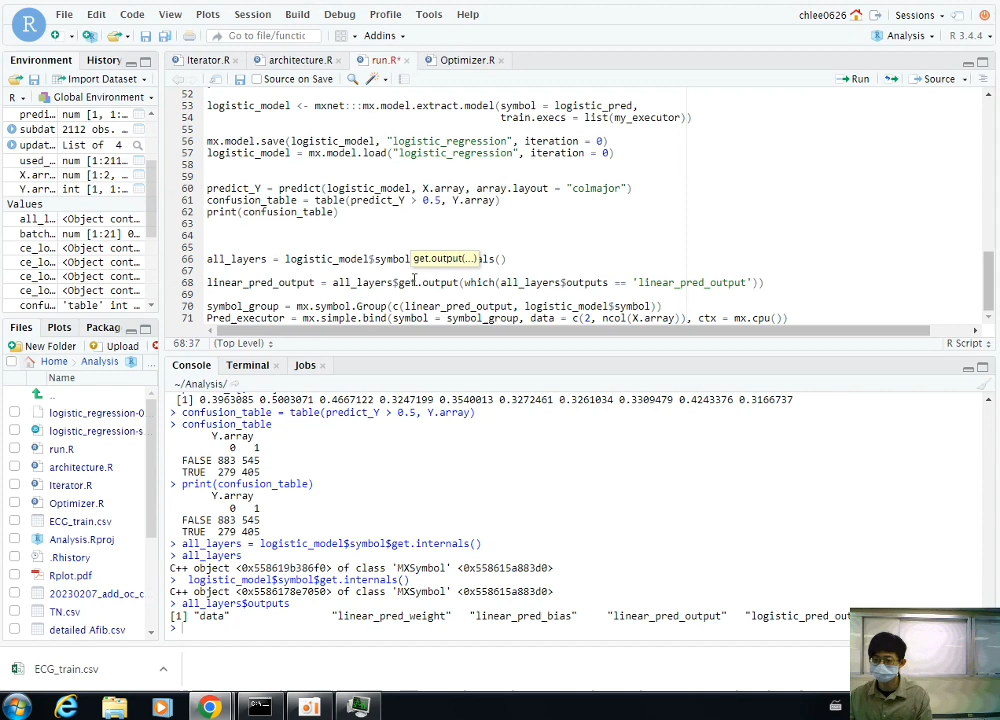 File Edit Code View Plots Session Build Debug Profile Tools Help
chlee0626 Sessions
Go to file/functic Addins
Analysis R 3.4.4
Environment History
Import Dataset
R Global Environment
predi… num [1, 1:…
subdat 2112 obs. …
updat… List of 4
used_… num [1:211…
X.arr… num [1:2, …
Y.arr… int [1, 1:…
Values
all_l… <Object cont…
batch… num [1:21] 0…
ce_lo… <Object cont…
ce_lo… <Object cont…
ce_lo… <Object cont…
ce_lo… <Object cont…
confu… 'table' int …
Files Plots Packag
New Folder Upload
Home Analysis
Name
..
logistic_regression-0
logistic_regression-s…
run.R
architecture.R
Iterator.R
Optimizer.R
ECG_train.csv
Analysis.Rproj
.Rhistory
Rplot.pdf
20230207_add_oc_c
TN.csv
detailed Afib.csv
Iterator.R architecture.R run.R* Optimizer.R
Source on Save Run Source
52
53 logistic_model <- mxnet:::mx.model.extract.model(symbol = logistic_pred,
54 train.execs = list(my_executor))
55
56 mx.model.save(logistic_model, "logistic_regression", iteration = 0)
57 logistic_model = mx.model.load("logistic_regression", iteration = 0)
58
59
60 predict_Y = predict(logistic_model, X.array, array.layout = "colmajor")
61 confusion_table = table(predict_Y > 0.5, Y.array)
62 print(confusion_table)
63
64
65
66 all_layers = logistic_model$symbol get.output(…) als()
67
68 linear_pred_output = all_layers$get.output(which(all_layers$outputs == 'linear_pred_output'))
69
70 symbol_group = mx.symbol.Group(c(linear_pred_output, logistic_model$symbol))
71 Pred_executor = mx.simple.bind(symbol = symbol_group, data = c(2, ncol(X.array)), ctx = mx.cpu())
68:37 (Top Level) R Script
Console Terminal Jobs
~/Analysis/
[1] 0.3963085 0.5003071 0.4667122 0.3247199 0.3540013 0.3272461 0.3261034 0.3309479 0.4243376 0.3166737
> confusion_table = table(predict_Y > 0.5, Y.array)
> confusion_table
Y.array
0 1
FALSE 883 545
TRUE 279 405
> print(confusion_table)
Y.array
0 1
FALSE 883 545
TRUE 279 405
> all_layers = logistic_model$symbol$get.internals()
> all_layers
C++ object <0x558619b386f0> of class 'MXSymbol' <0x558615a883d0>
> logistic_model$symbol$get.internals()
C++ object <0x5586178e7050> of class 'MXSymbol' <0x558615a883d0>
> all_layers$outputs
[1] "data" "linear_pred_weight" "linear_pred_bias" "linear_pred_output" "logistic_pred_out
>
ECG_train.csv